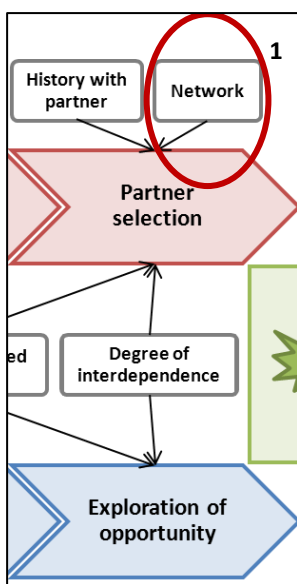 1
History with
partner
Network
Partner
selection
ed
Degree of
interdependence
Exploration of
opportunity